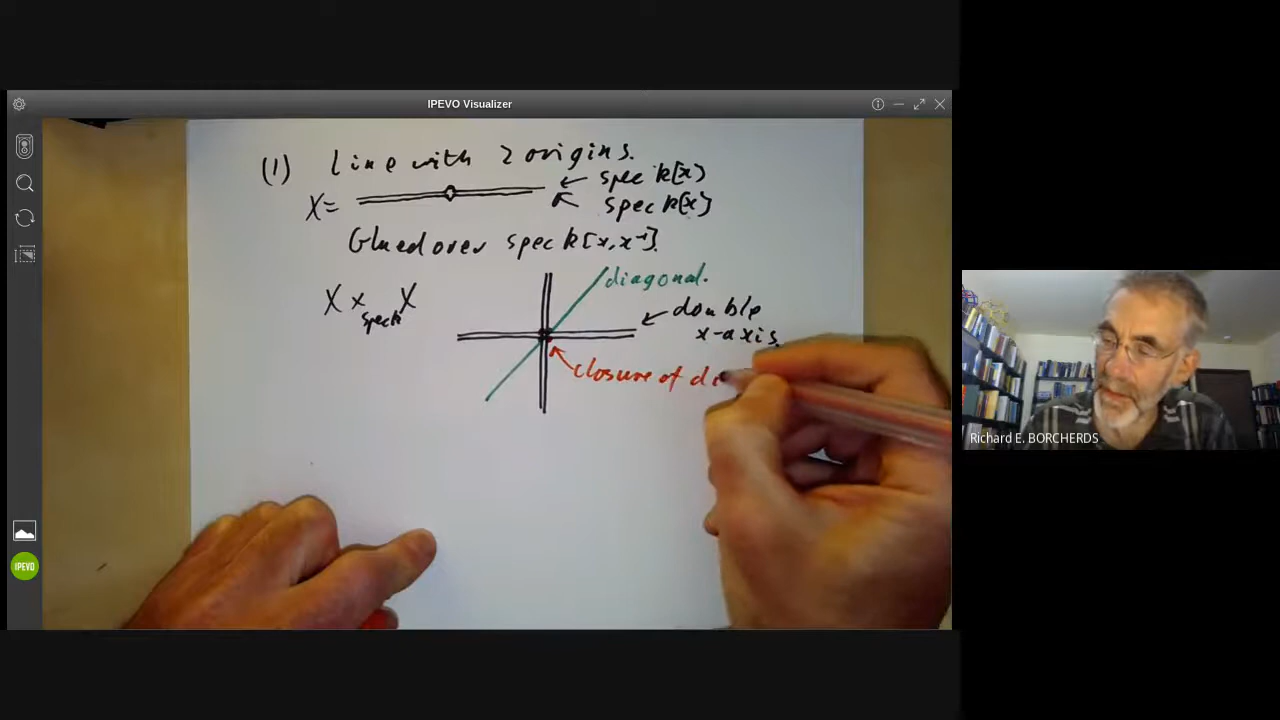 IPEVO Visualizer
(1) Line with 2 origins.
X= ← spec k[x]
spec k[x]
Glued over spec k[x,x⁻¹].
X ×spec k X
diagonal.
double
x-axis.
closure of di
Richard E. BORCHERDS
IPEVO